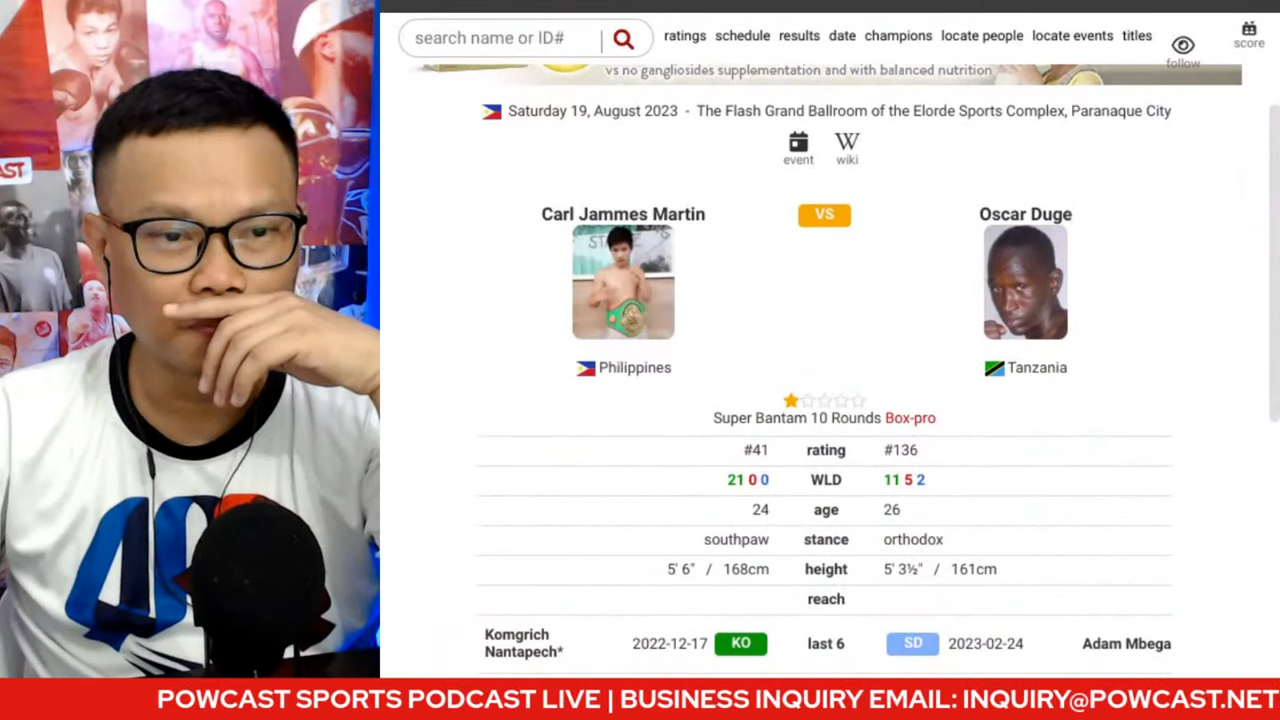 search name or ID#
ratings schedule results date champions locate people locate events titles
follow
score
vs no gangliosides supplementation and with balanced nutrition
Saturday 19, August 2023 - The Flash Grand Ballroom of the Elorde Sports Complex, Paranaque City
event wiki
Carl Jammes Martin VS Oscar Duge
Philippines Tanzania
Super Bantam 10 Rounds Box-pro
#41 rating #136
21 0 0 WLD 11 5 2
24 age 26
southpaw stance orthodox
5' 6" / 168cm height 5' 3½" / 161cm
reach
Komgrich
Nantapech* 2022-12-17 KO last 6 SD 2023-02-24 Adam Mbega
AST
POWCAST SPORTS PODCAST LIVE | BUSINESS INQUIRY EMAIL: INQUIRY@POWCAST.NET